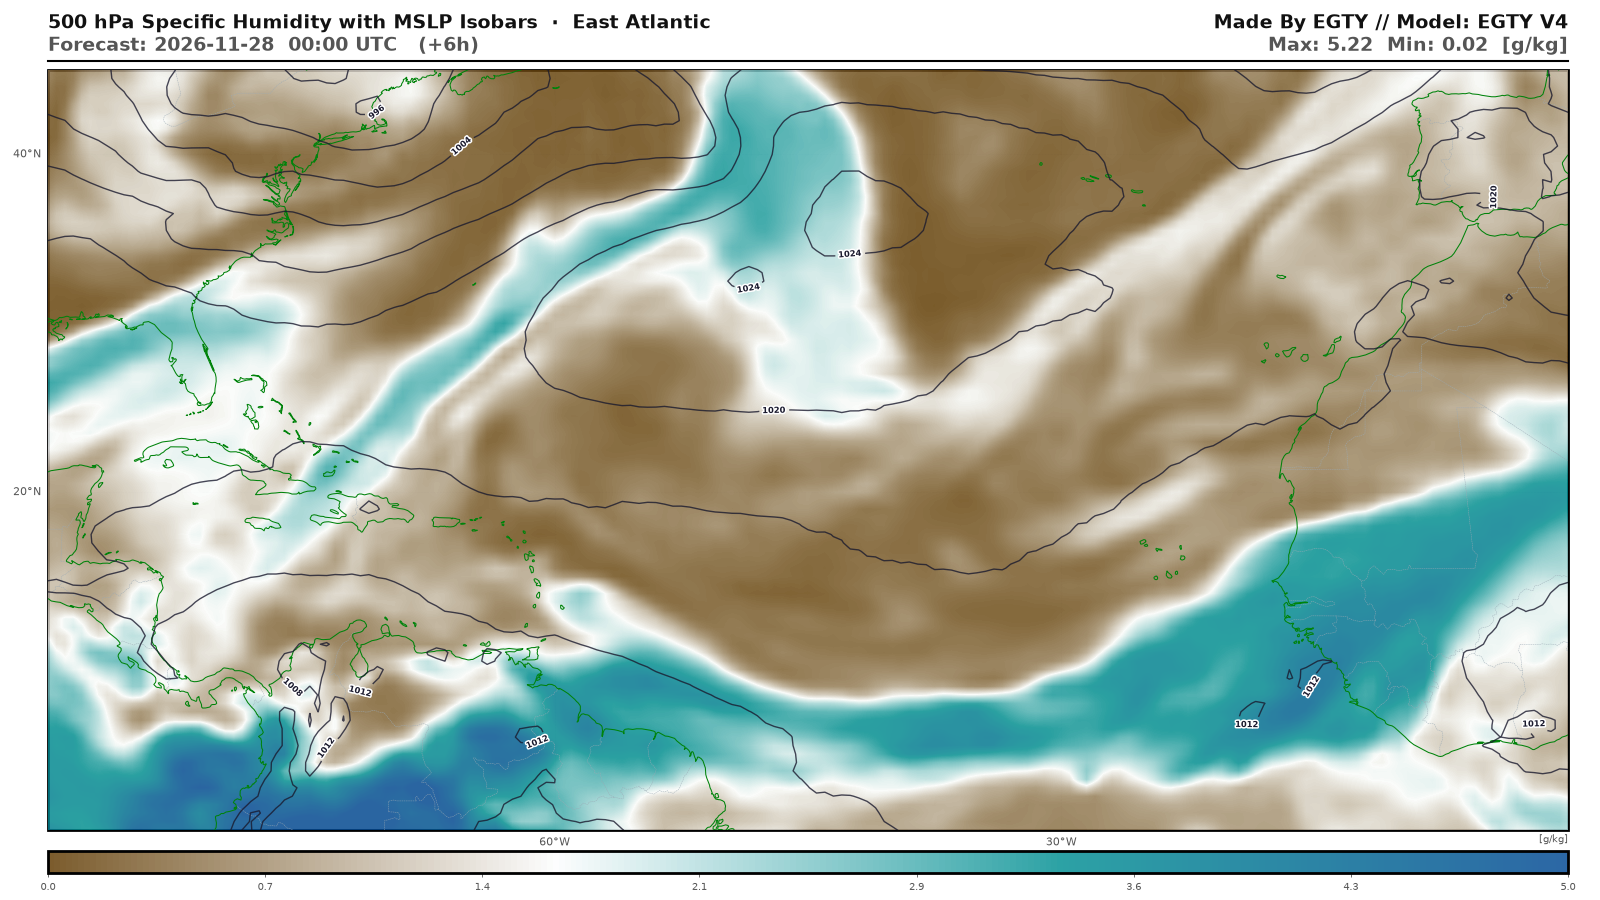 500 hPa Specific Humidity with MSLP Isobars · East Atlantic
Made By EGTY // Model: EGTY V4
Forecast: 2026-11-28 00:00 UTC (+6h)
Max: 5.22 Min: 0.02 [g/kg]
996
1004
40°N
1020
1024
1024
1020
20°N
1008
1012
1012
1012
1012
1012
1012
60°W
30°W
[g/kg]
0.0
0.7
1.4
2.1
2.9
3.6
4.3
5.0